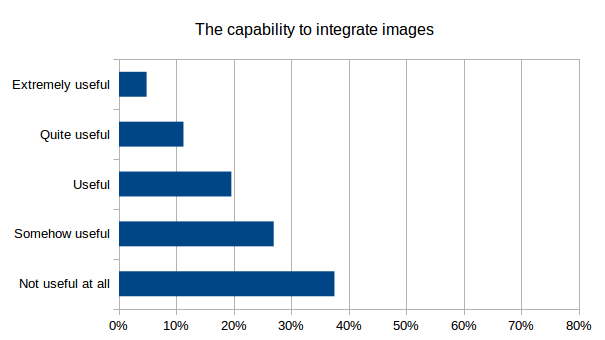 The capability to integrate images
Extremely useful
Quite useful
Useful
Somehow useful
Not useful at all
0% 10% 20% 30% 40% 50% 60% 70% 80%